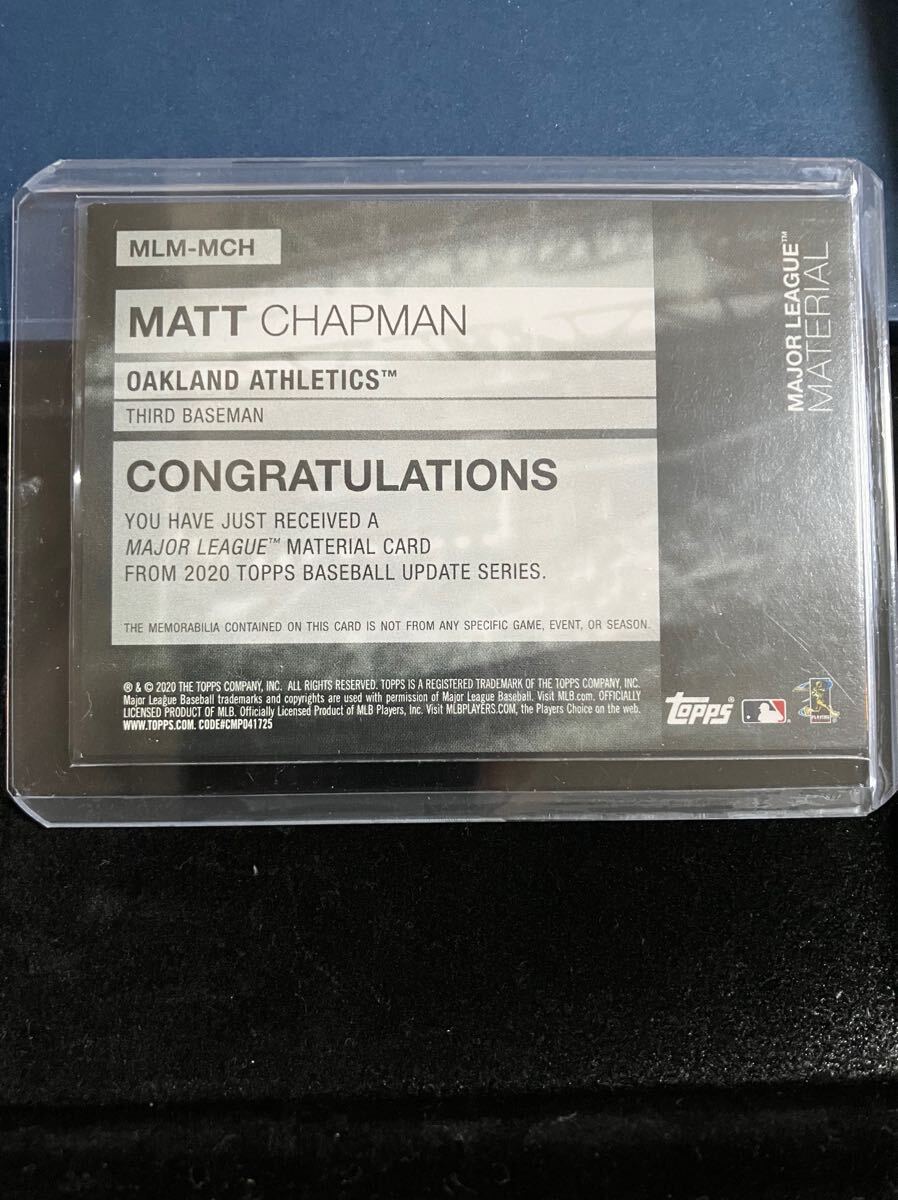 MLM-MCH
MATT CHAPMAN
OAKLAND ATHLETICS™
THIRD BASEMAN
CONGRATULATIONS
YOU HAVE JUST RECEIVED A
MAJOR LEAGUE™ MATERIAL CARD
FROM 2020 TOPPS BASEBALL UPDATE SERIES.
THE MEMORABILIA CONTAINED ON THIS CARD IS NOT FROM ANY SPECIFIC GAME, EVENT, OR SEASON.
® & © 2020 THE TOPPS COMPANY, INC. ALL RIGHTS RESERVED. TOPPS IS A REGISTERED TRADEMARK OF THE TOPPS COMPANY, INC.
Major League Baseball trademarks and copyrights are used with permission of Major League Baseball. Visit MLB.com. OFFICIALLY
LICENSED PRODUCT OF MLB. Officially Licensed Product of MLB Players, Inc. Visit MLBPLAYERS.COM, the Players Choice on the web.
WWW.TOPPS.COM. CODE#CMP041725
MAJOR LEAGUE™
MATERIAL
Topps®
PLAYERS